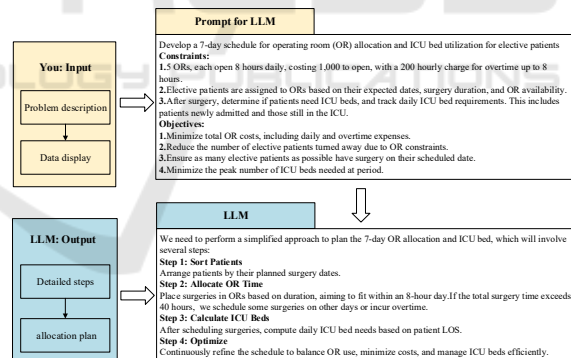 Prompt for LLM
Develop a 7-day schedule for operating room (OR) allocation and ICU bed utilization for elective patients
Constraints:
1.5 ORs, each open 8 hours daily, costing 1,000 to open, with a 200 hourly charge for overtime up to 8
hours.
2.Elective patients are assigned to ORs based on their expected dates, surgery duration, and OR availability.
3.After surgery, determine if patients need ICU beds, and track daily ICU bed requirements. This includes
patients newly admitted and those still in the ICU.
Objectives:
1.Minimize total OR costs, including daily and overtime expenses.
2.Reduce the number of elective patients turned away due to OR constraints.
3.Ensure as many elective patients as possible have surgery on their scheduled date.
4.Minimize the peak number of ICU beds needed at period.
You: Input
Problem description
Data display
LLM
We need to perform a simplified approach to plan the 7-day OR allocation and ICU bed, which will involve
several steps:
Step 1: Sort Patients
Arrange patients by their planned surgery dates.
Step 2: Allocate OR Time
Place surgeries in ORs based on duration, aiming to fit within an 8-hour day.If the total surgery time exceeds
40 hours, we schedule some surgeries on other days or incur overtime.
Step 3: Calculate ICU Beds
After scheduling surgeries, compute daily ICU bed needs based on patient LOS.
Step 4: Optimize
Continuously refine the schedule to balance OR use, minimize costs, and manage ICU beds efficiently.
LLM: Output
Detailed steps
allocation plan